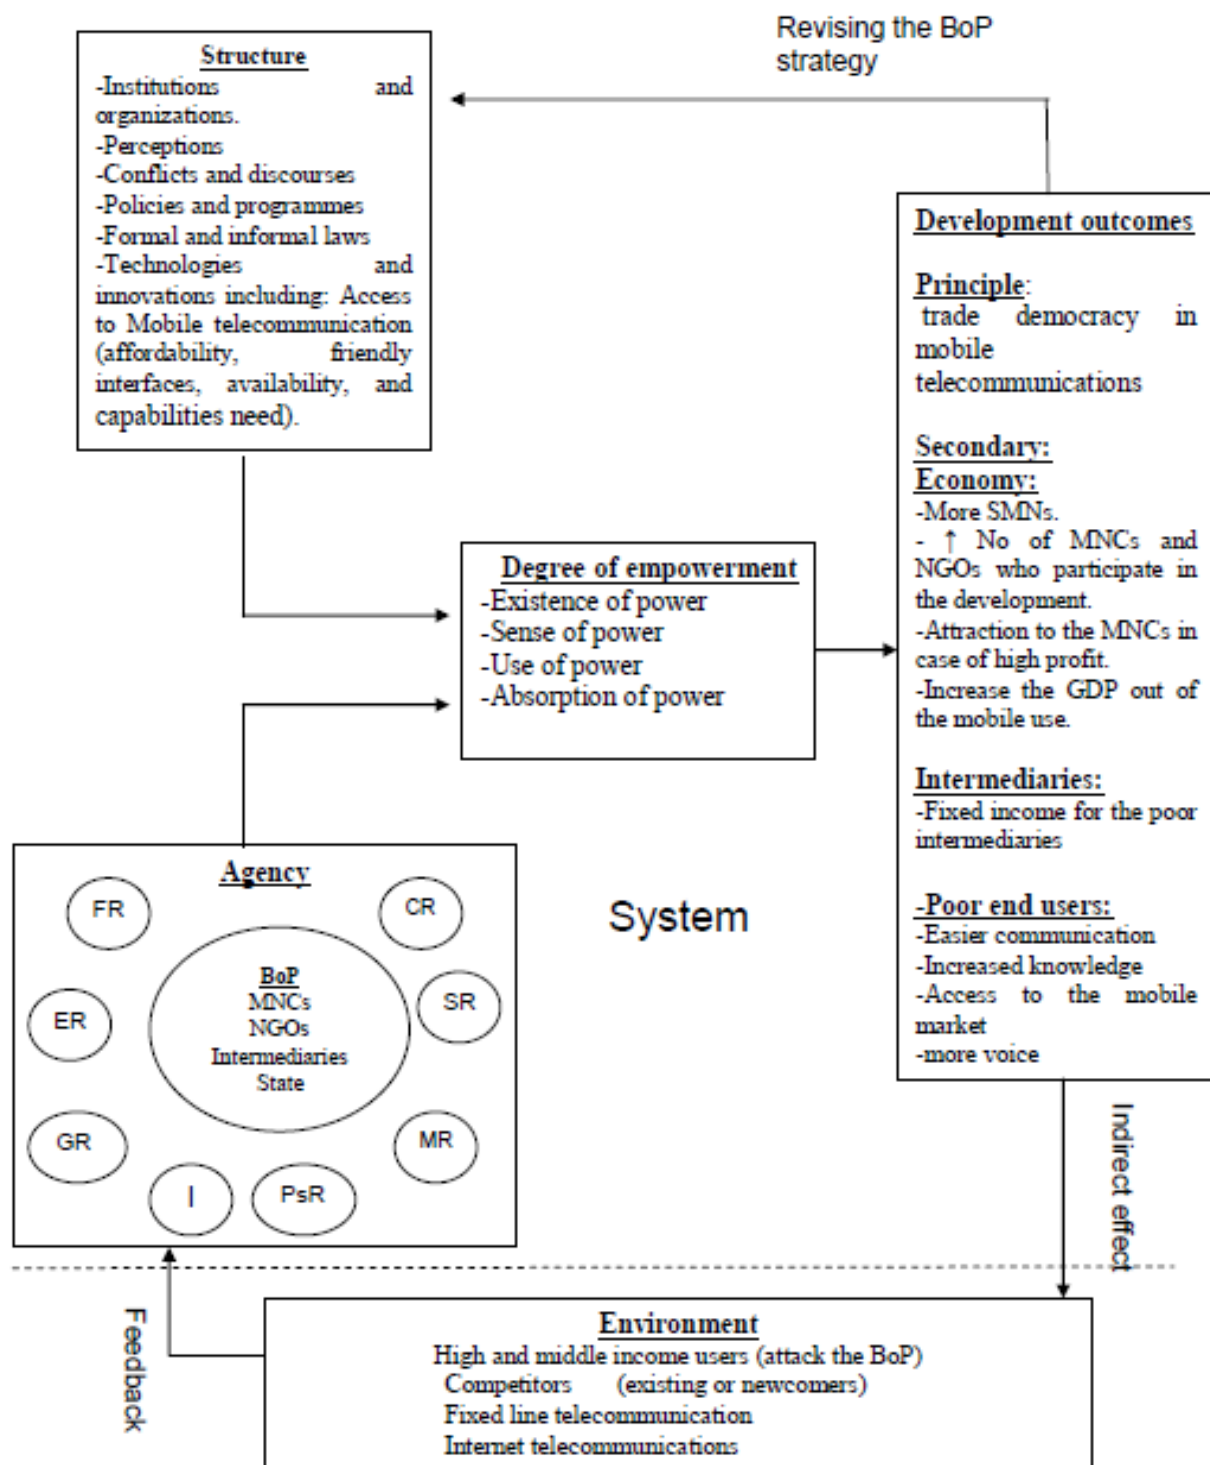 Revising the BoP
strategy
Structure
-Institutions and
organizations.
-Perceptions
-Conflicts and discourses
-Policies and programmes
-Formal and informal laws
-Technologies and
innovations including: Access
to Mobile telecommunication
(affordability, friendly
interfaces, availability, and
capabilities need).
Degree of empowerment
-Existence of power
-Sense of power
-Use of power
-Absorption of power
Development outcomes
Principle:
trade democracy in
mobile
telecommunications
Secondary:
Economy:
-More SMNs.
- ↑ No of MNCs and
NGOs who participate in
the development.
-Attraction to the MNCs in
case of high profit.
-Increase the GDP out of
the mobile use.
Intermediaries:
-Fixed income for the poor
intermediaries
-Poor end users:
-Easier communication
-Increased knowledge
-Access to the mobile
market
-more voice
Agency
FR
CR
ER
SR
GR
MR
I
PsR
BoP
MNCs
NGOs
Intermediaries
State
System
Indirect effect
Feedback
Environment
High and middle income users (attack the BoP)
Competitors (existing or newcomers)
Fixed line telecommunication
Internet telecommunications